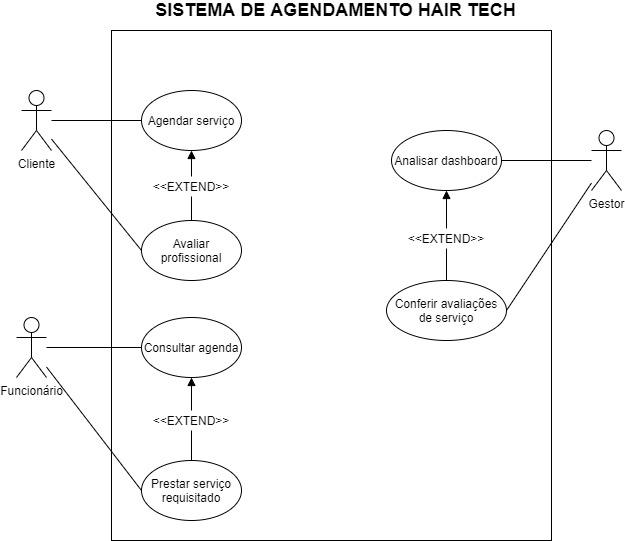 SISTEMA DE AGENDAMENTO HAIR TECH
Cliente
Agendar serviço
<<EXTEND>>
Avaliar
profissional
Analisar dashboard
Gestor
<<EXTEND>>
Conferir avaliações
de serviço
Funcionário
Consultar agenda
<<EXTEND>>
Prestar serviço
requisitado